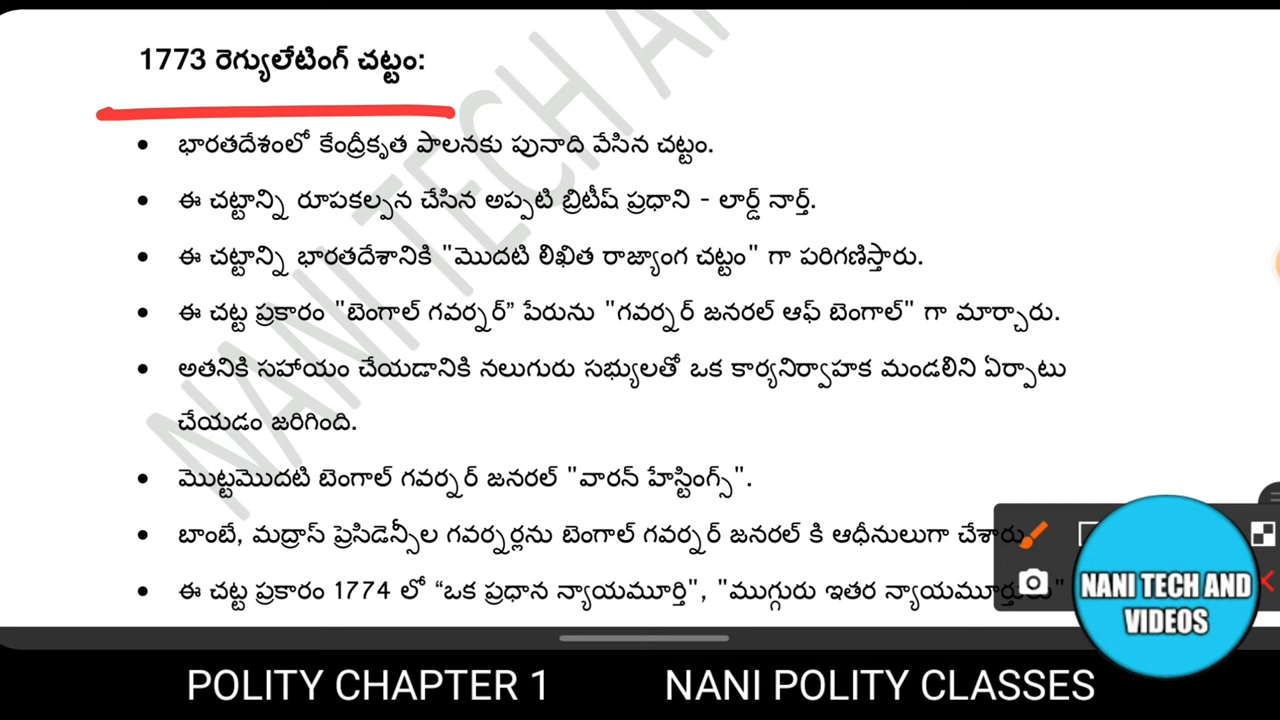 1773 రెగ్యులేటింగ్ చట్టం:
• భారతదేశంలో కేంద్రీకృత పాలనకు పునాది వేసిన చట్టం.
• ఈ చట్టాన్ని రూపకల్పన చేసిన అప్పటి బ్రిటీష్ ప్రధాని - లార్డ్ నార్త్.
• ఈ చట్టాన్ని భారతదేశానికి "మొదటి లిఖిత రాజ్యాంగ చట్టం" గా పరిగణిస్తారు.
• ఈ చట్ట ప్రకారం "బెంగాల్ గవర్నర్” పేరును "గవర్నర్ జనరల్ ఆఫ్ బెంగాల్" గా మార్చారు.
• అతనికి సహాయం చేయడానికి నలుగురు సభ్యులతో ఒక కార్యనిర్వాహక మండలిని ఏర్పాటు
చేయడం జరిగింది.
• మొట్టమొదటి బెంగాల్ గవర్నర్ జనరల్ "వారన్ హేస్టింగ్స్".
• బాంబే, మద్రాస్ ప్రెసిడెన్సీల గవర్నర్లను బెంగాల్ గవర్నర్ జనరల్ కి ఆధీనులుగా చేశారు
• ఈ చట్ట ప్రకారం 1774 లో “ఒక ప్రధాన న్యాయమూర్తి", "ముగ్గురు ఇతర
NANI TECH A
NANI TECH AND
VIDEOS
POLITY CHAPTER 1 NANI POLITY CLASSES